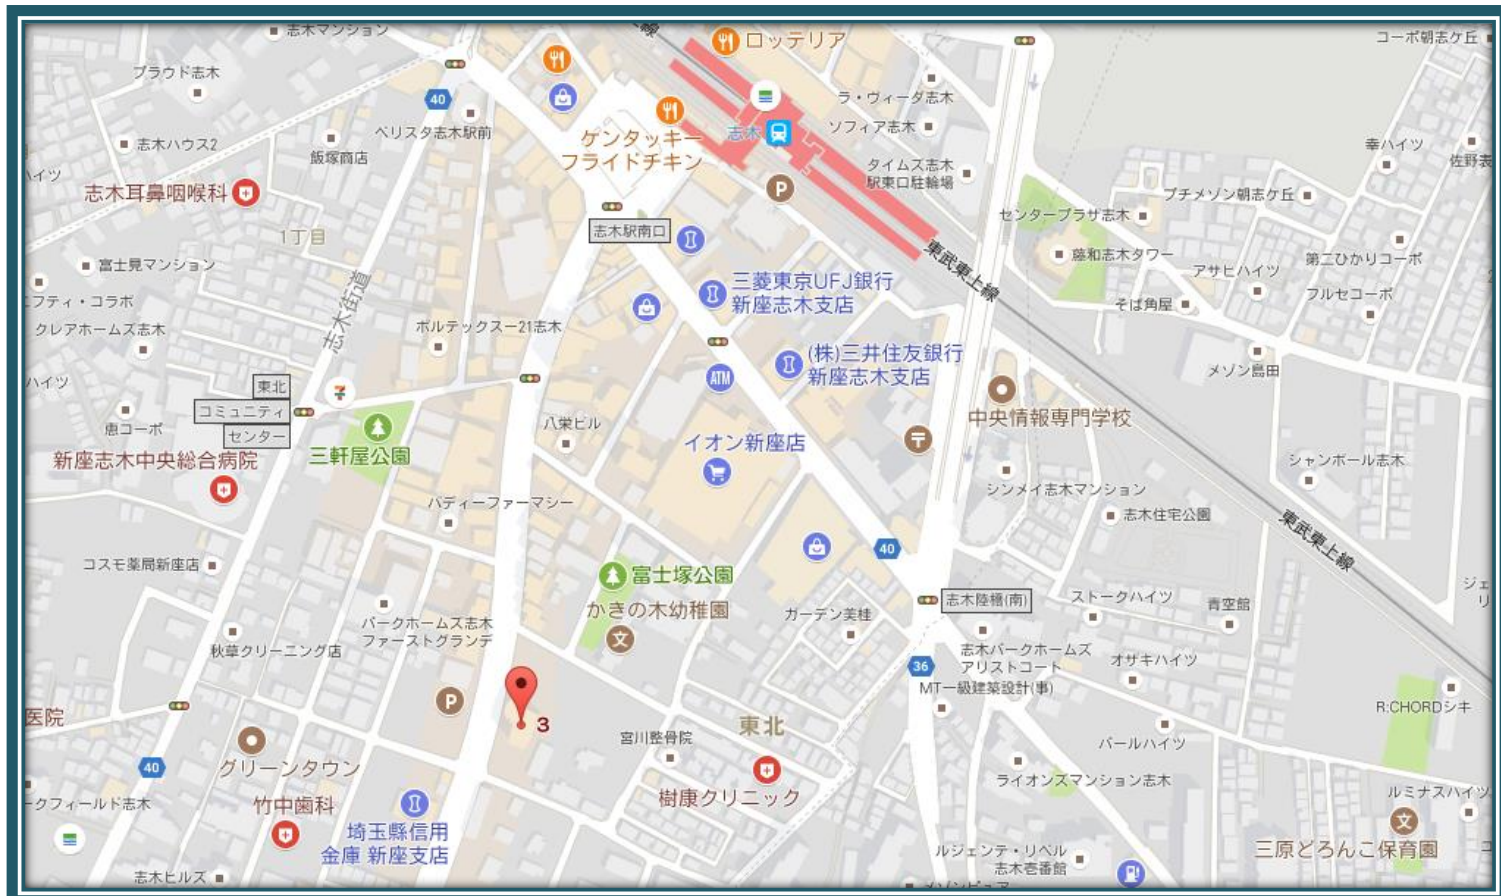 志木マンション
ロッテリア
コーポ朝志ケ丘
プラウド志木
40
ベリスタ志木駅前
ケンタッキー
フライドチキン
志木
ラ・ヴィーダ志木
ソフィア志木
タイムズ志木
駅東口駐輪場
幸ハイツ
志木ハウス2
飯塚商店
ハイツ
志木耳鼻咽喉科
P
プチメゾン朝志ケ丘
センタープラザ志木
1丁目
志木駅南口
富士見マンション
東武東上線
藤和志木タワー
アサヒハイツ
第二ひかりコーポ
フルセコーポ
エフティ・コラボ
クレアホームズ志木
志木街道
ボルテックス一21志木
三菱東京UFJ銀行
新座志木支店
そば角屋
(株)三井住友銀行
新座志木支店
ATM
メゾン島田
ハイツ
東北
コミュニティ
センター
恵コーポ
三軒屋公園
八栄ビル
イオン新座店
中央情報専門学校
新座志木中央総合病院
シャンボール志木
シンメイ志木マンション
バディーファーマシー
志木住宅公園
東武東上線
40
コスモ薬局新座店
富士塚公園
かきの木幼稚園
ガーデン美桂
志木陸橋(南)
ストークハイツ
青空館
パークホームズ志木
ファーストグランデ
秋草クリーニング店
志木パークホームズ
アリストコート
オサキハイツ
36
MT一級建築設計(事)
P
3
医院
東北
宮川整骨院
R:CHORDシキ
パールハイツ
40
グリーンタウン
樹康クリニック
ライオンズマンション志木
ークフィールド志木
竹中歯科
ルミナスハイツ
埼玉縣信用
金庫 新座支店
三原どろんこ保育園
ルジェンテ・リベル
志木壱番館
志木ヒルズ